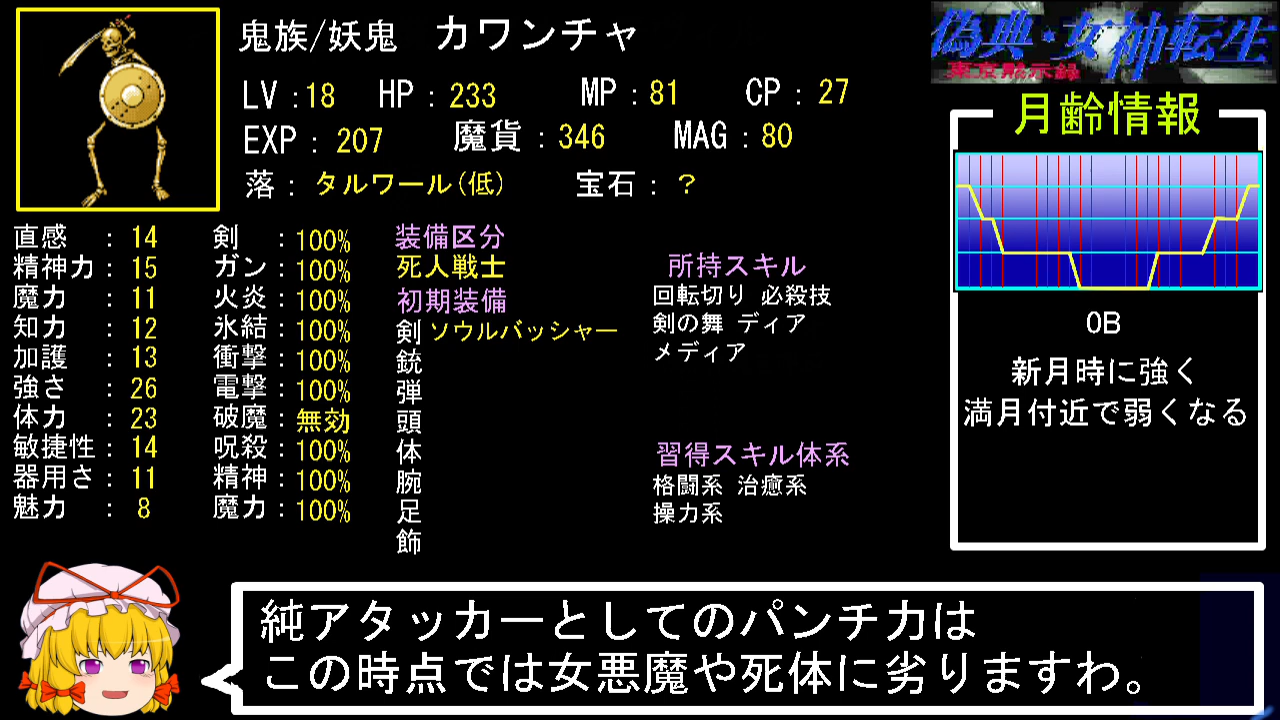 鬼族/妖鬼 カワンチャ
LV :18 HP : 233 MP : 81 CP : 27
EXP : 207 魔貨 : 346 MAG : 80
落 : タルワール(低) 宝石 : ?
偽典・女神転生
東京黙示録
月齢情報
0B
新月時に強く
満月付近で弱くなる
直感 : 14
精神力 : 15
魔力 : 11
知力 : 12
加護 : 13
強さ : 26
体力 : 23
敏捷性 : 14
器用さ : 11
魅力 : 8
剣 : 100%
ガン : 100%
火炎 : 100%
氷結 : 100%
衝撃 : 100%
電撃 : 100%
破魔 : 無効
呪殺 : 100%
精神 : 100%
魔力 : 100%
装備区分
死人戦士
初期装備
剣 ソウルバッシャー
銃
弾
頭
体
腕
足
飾
所持スキル
回転切り 必殺技
剣の舞 ディア
メディア
習得スキル体系
格闘系 治癒系
操力系
純アタッカーとしてのパンチ力は
この時点では女悪魔や死体に劣りますわ。